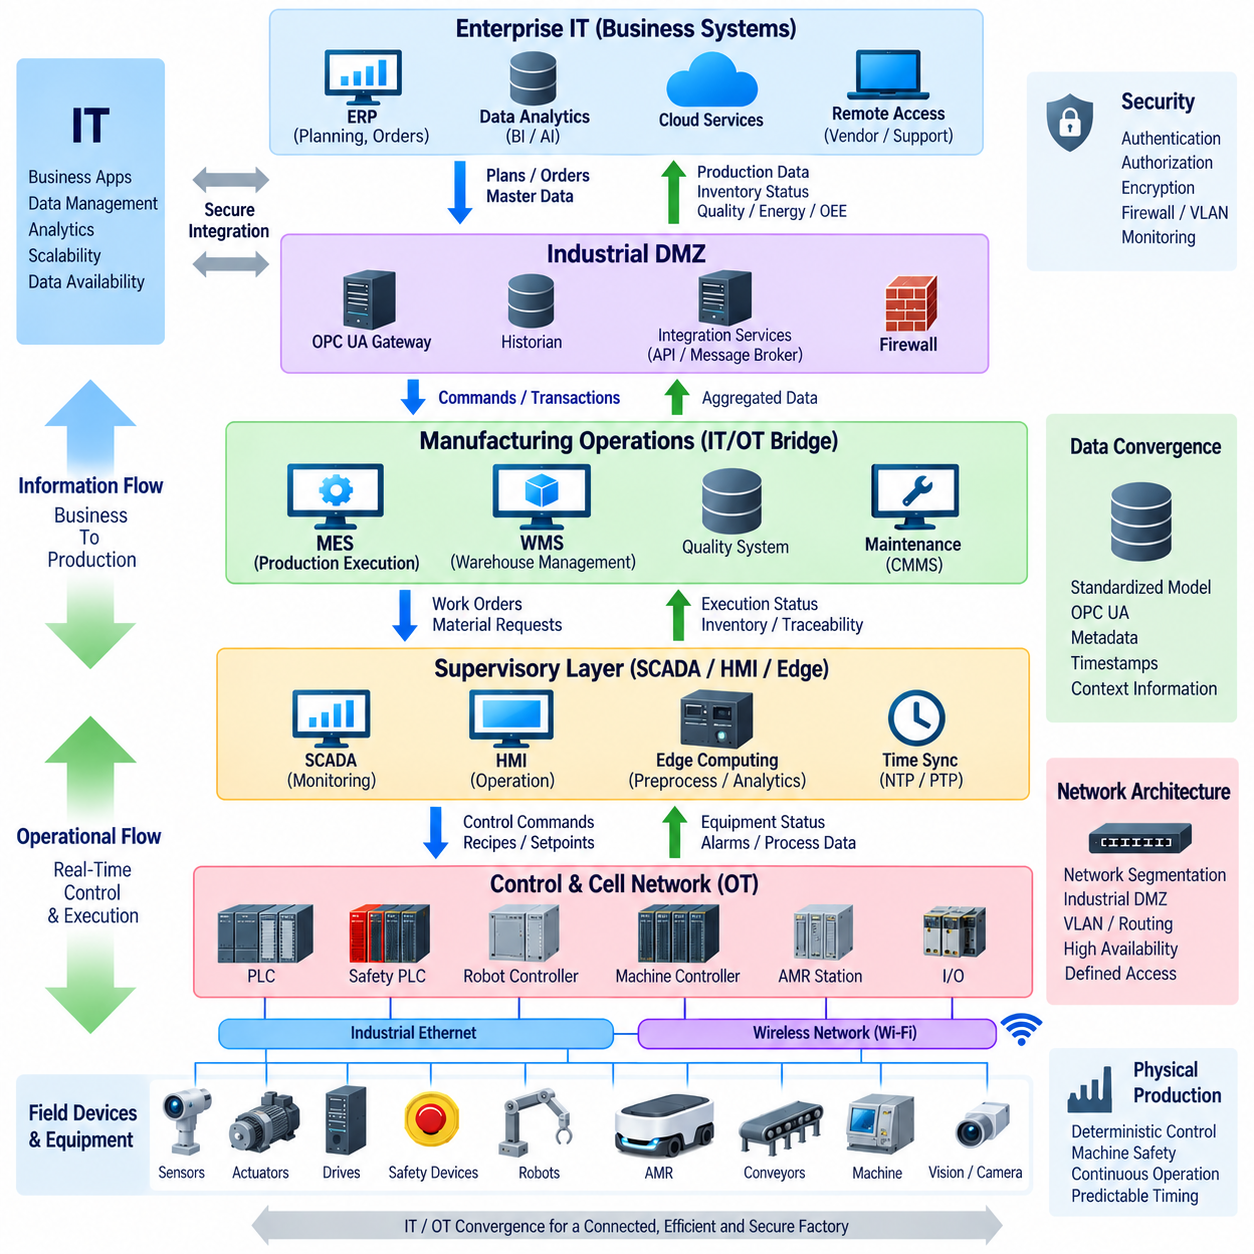 Enterprise IT (Business Systems)
ERP
(Planning, Orders)
Data Analytics
(BI / AI)
Cloud Services
Remote Access
(Vendor / Support)
IT
Business Apps
Data Management
Analytics
Scalability
Data Availability
Secure
Integration
Security
Authentication
Authorization
Encryption
Firewall / VLAN
Monitoring
Plans / Orders
Master Data
Production Data
Inventory Status
Quality / Energy / OEE
Industrial DMZ
OPC UA Gateway
Historian
Integration Services
(API / Message Broker)
Firewall
Commands / Transactions
Aggregated Data
Manufacturing Operations (IT/OT Bridge)
MES
(Production Execution)
WMS
(Warehouse Management)
Quality System
Maintenance
(CMMS)
Information Flow
Business
To
Production
Data Convergence
Standardized Model
OPC UA
Metadata
Timestamps
Context Information
Work Orders
Material Requests
Execution Status
Inventory / Traceability
Supervisory Layer (SCADA / HMI / Edge)
SCADA
(Monitoring)
HMI
(Operation)
Edge Computing
(Preprocess / Analytics)
Time Sync
(NTP / PTP)
Operational Flow
Real-Time
Control
& Execution
Network Architecture
Network Segmentation
Industrial DMZ
VLAN / Routing
High Availability
Defined Access
Control Commands
Recipes / Setpoints
Equipment Status
Alarms / Process Data
Control & Cell Network (OT)
PLC
Safety PLC
Robot Controller
Machine Controller
AMR Station
I/O
Industrial Ethernet
Wireless Network (Wi-Fi)
Field Devices
& Equipment
Sensors
Actuators
Drives
Safety Devices
Robots
AMR
Conveyors
Machine
Vision / Camera
Physical
Production
Deterministic Control
Machine Safety
Continuous Operation
Predictable Timing
IT / OT Convergence for a Connected, Efficient and Secure Factory